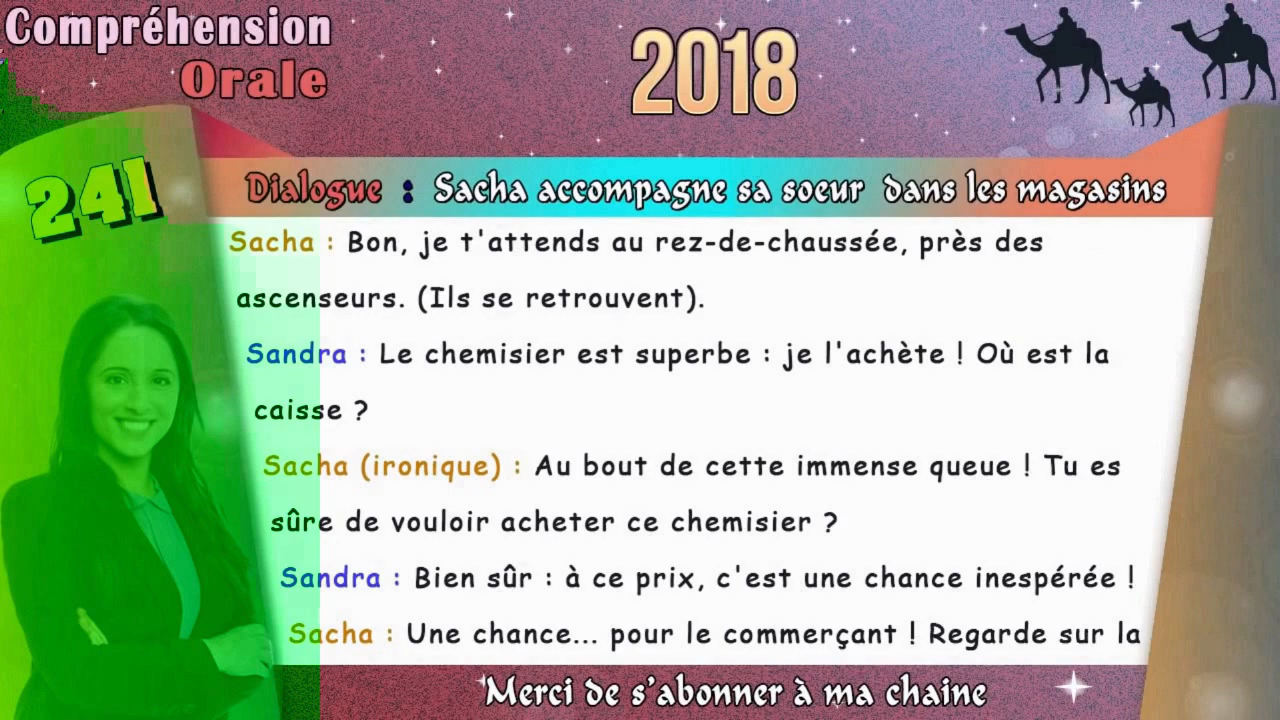 Compréhension
Orale
2018
241
Dialogue : Sacha accompagne sa soeur dans les magasins
Sacha : Bon, je t'attends au rez-de-chaussée, près des
ascenseurs. (Ils se retrouvent).
Sandra : Le chemisier est superbe : je l'achète ! Où est la
caisse ?
Sacha (ironique) : Au bout de cette immense queue ! Tu es
sûre de vouloir acheter ce chemisier ?
Sandra : Bien sûr : à ce prix, c'est une chance inespérée !
Sacha : Une chance... pour le commerçant ! Regarde sur la
Merci de s'abonner à ma chaine